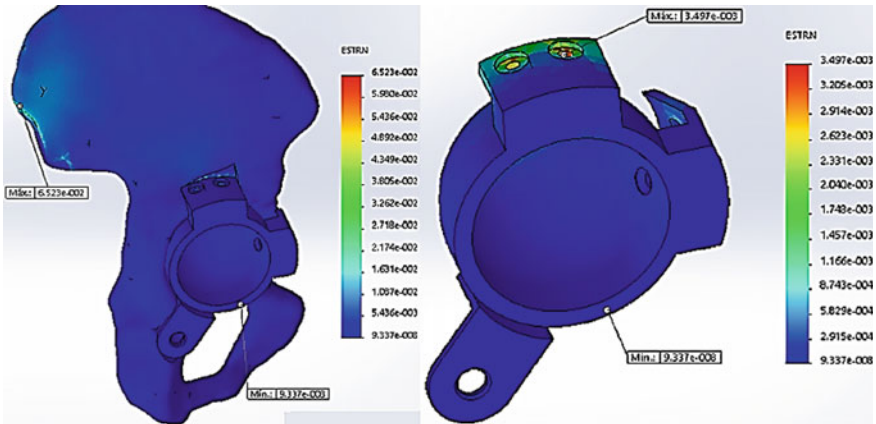 ESTRN
6.523e-002
5.980e-002
5.436e-002
4.892e-002
4.349e-002
3.805e-002
3.262e-002
2.718e-002
2.174e-002
1.631e-002
1.087e-002
5.436e-003
9.337e-008
Máx.: 6.523e-002
Mín.: 9.337e-008
Máx.: 3.497e-003
ESTRN
3.497e-003
3.205e-003
2.914e-003
2.623e-003
2.331e-003
2.040e-003
1.748e-003
1.457e-003
1.166e-003
8.743e-004
5.829e-004
2.915e-004
9.337e-008
Mín.: 9.337e-008